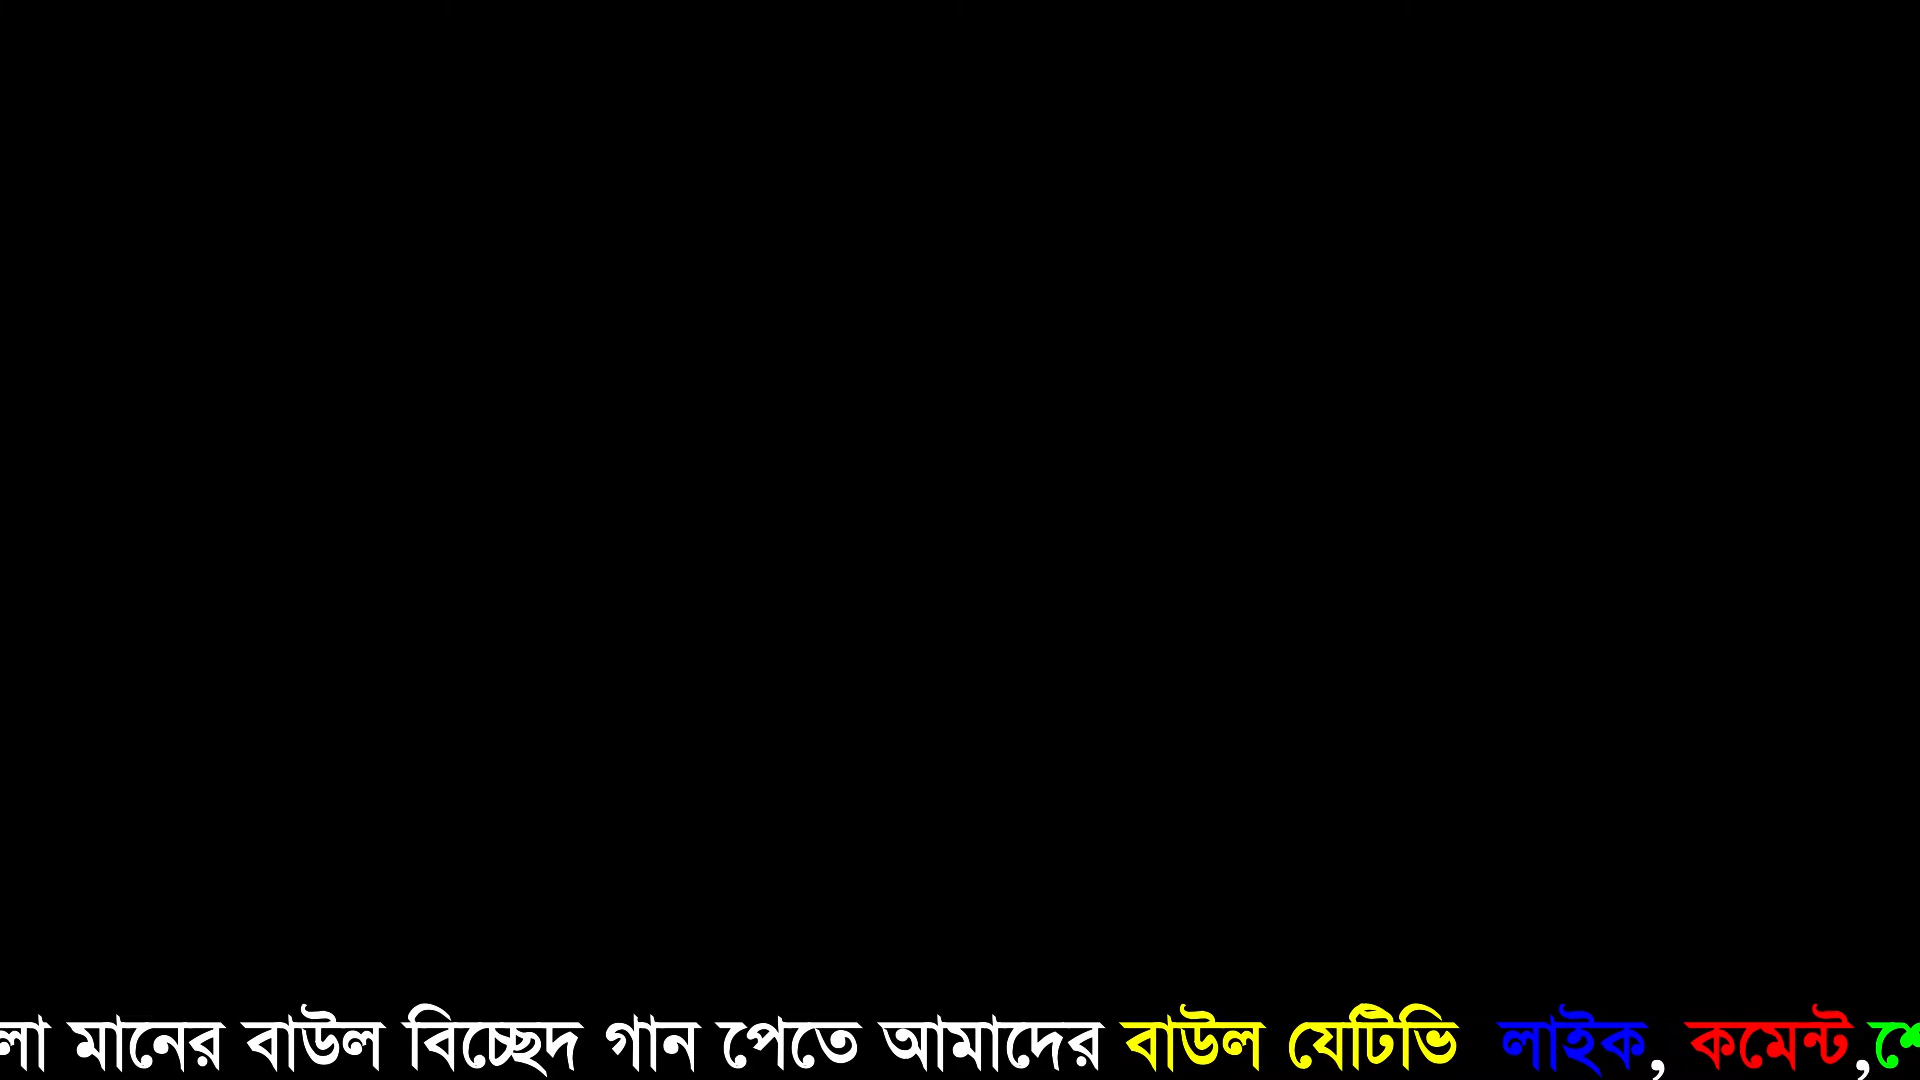 লা মানের বাউল বিচ্ছেদ গান পেতে আমাদের বাউল যেটিভি লাইক, কমেন্ট,